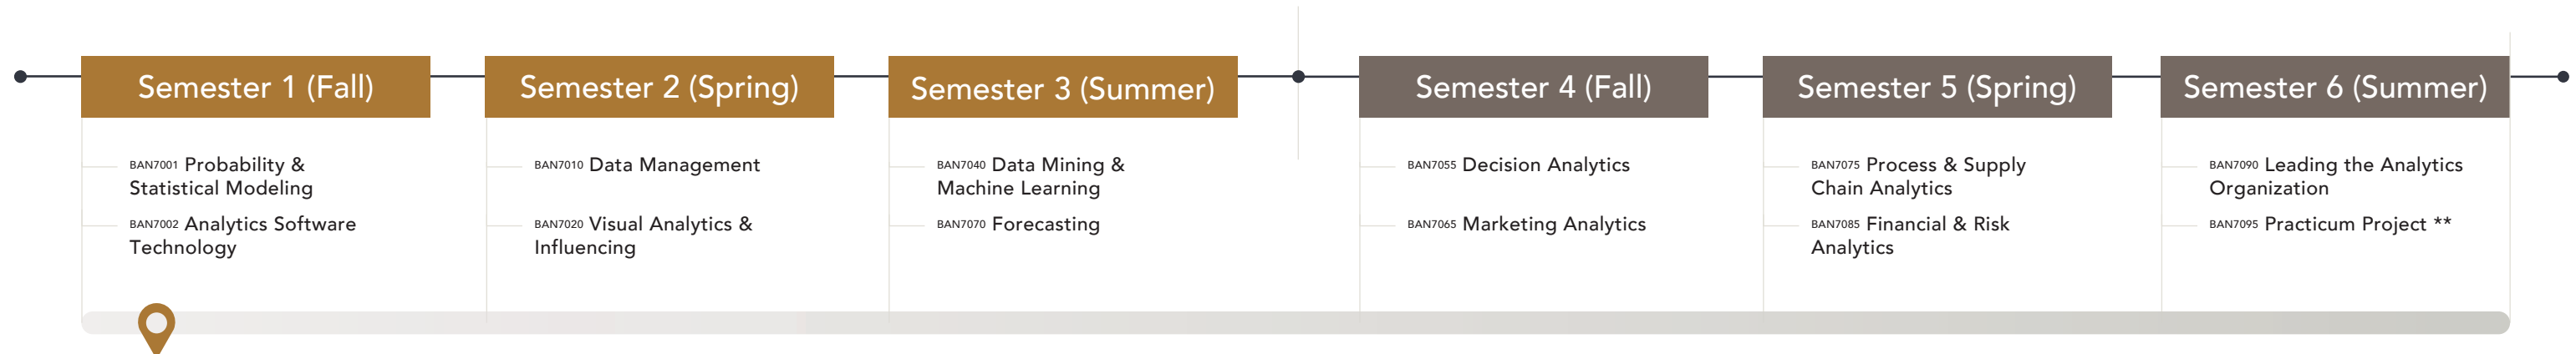 Semester 1 (Fall)
BAN7001 Probability &
Statistical Modeling
BAN7002 Analytics Software
Technology
Semester 2 (Spring)
BAN7010 Data Management
BAN7020 Visual Analytics &
Influencing
Semester 3 (Summer)
BAN7040 Data Mining &
Machine Learning
BAN7070 Forecasting
Semester 4 (Fall)
BAN7055 Decision Analytics
BAN7065 Marketing Analytics
Semester 5 (Spring)
BAN7075 Process & Supply
Chain Analytics
BAN7085 Financial & Risk
Analytics
Semester 6 (Summer)
BAN7090 Leading the Analytics
Organization
BAN7095 Practicum Project **